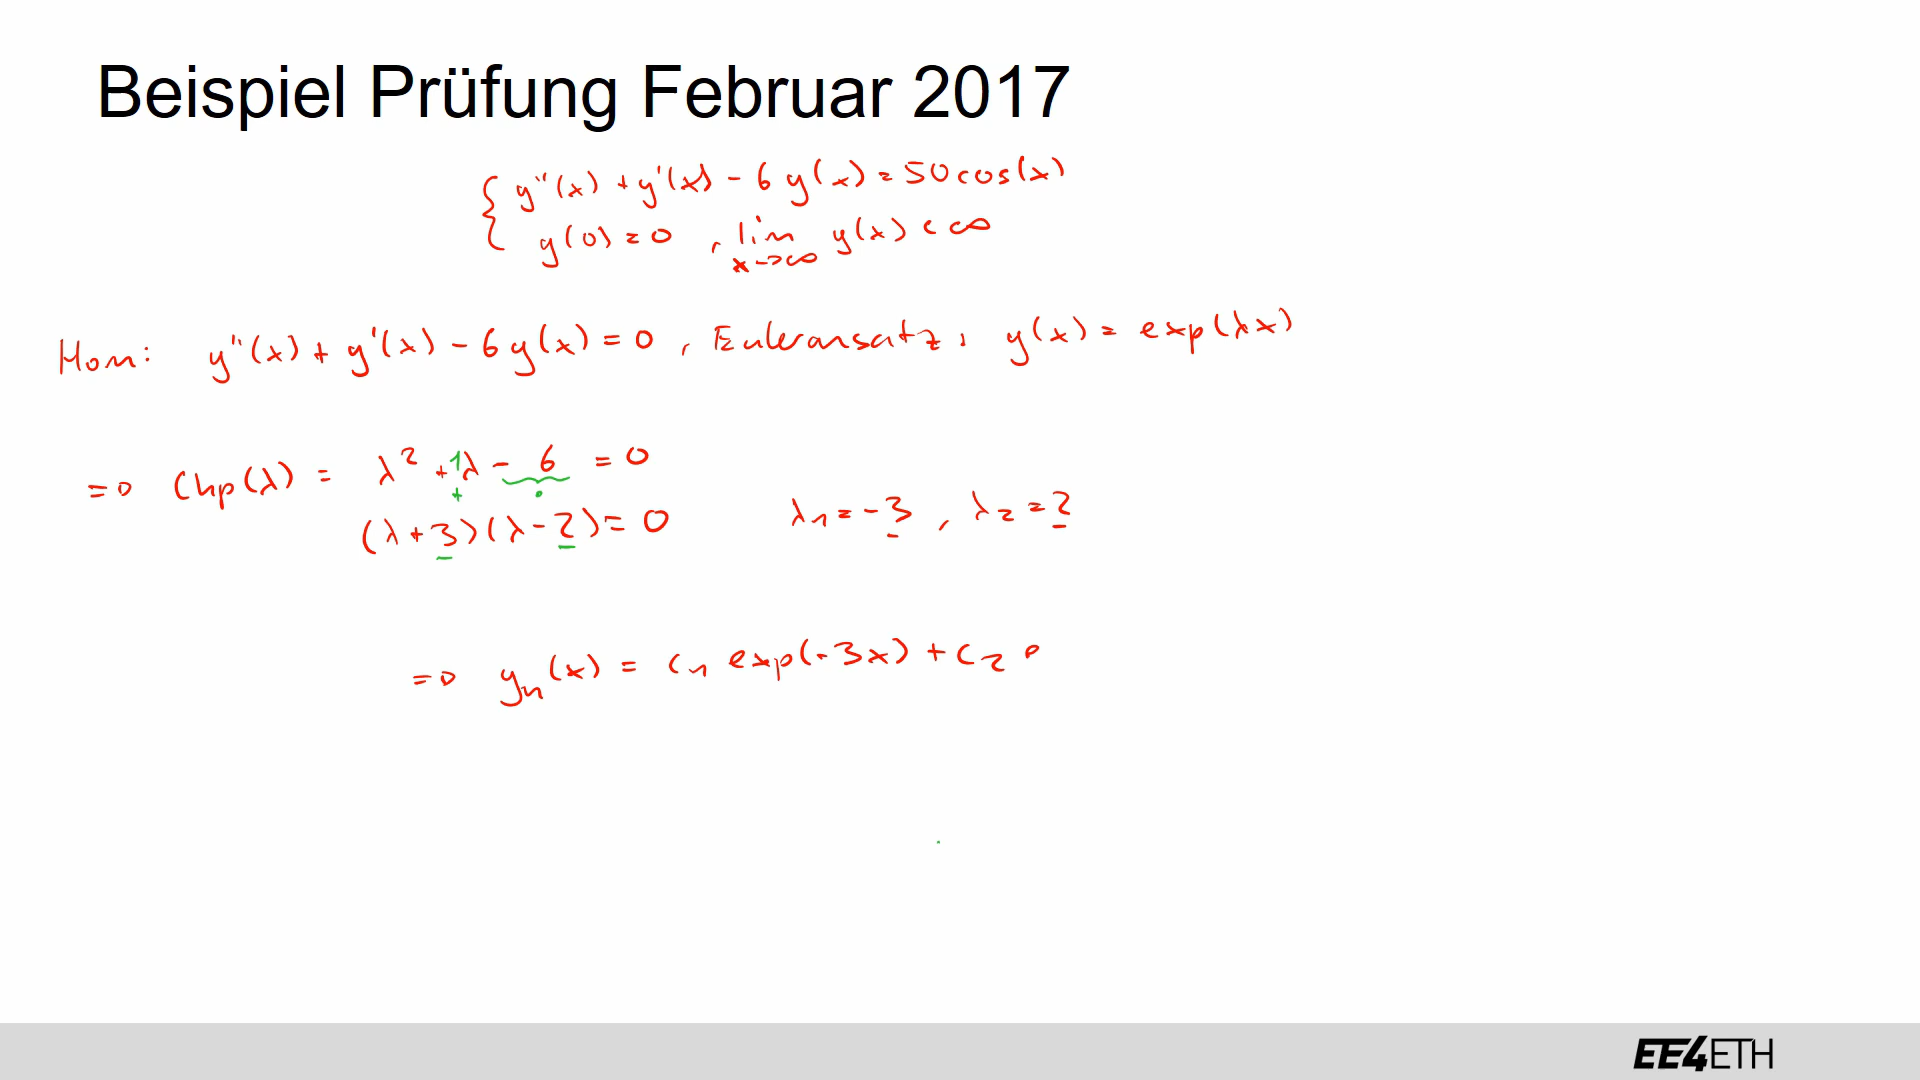 Beispiel Prüfung Februar 2017
{ y''(x) + y'(x) - 6 y(x) = 50 cos(x)
y(0) = 0 , lim x->∞ y(x) < ∞
Hom: y''(x) + y'(x) - 6 y(x) = 0 , Euleransatz: y(x) = exp(λx)
=> Chp(λ) = λ² + 1λ - 6 = 0
+ ·
(λ+3)(λ-2) = 0 λ₁ = -3 , λ₂ = 2
=> yₕ(x) = C₁ exp(-3x) + C₂ e
EE4ETH